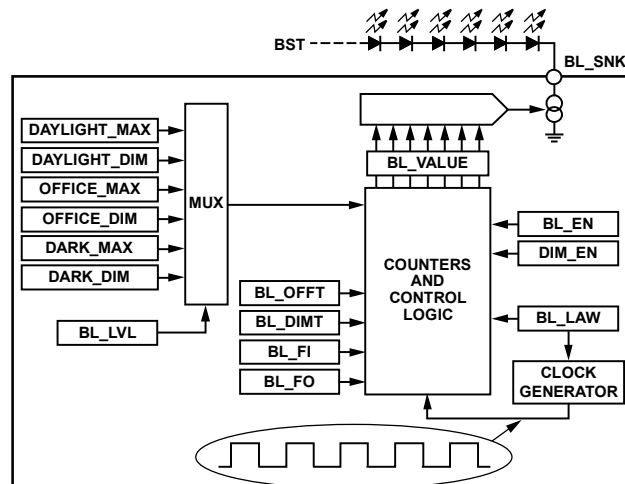 BST
BL_SNK
DAYLIGHT_MAX
DAYLIGHT_DIM
OFFICE_MAX
OFFICE_DIM
DARK_MAX
DARK_DIM
MUX
BL_LVL
BL_VALUE
COUNTERS
AND
CONTROL
LOGIC
BL_EN
DIM_EN
BL_OFFT
BL_DIMT
BL_FI
BL_FO
BL_LAW
CLOCK
GENERATOR